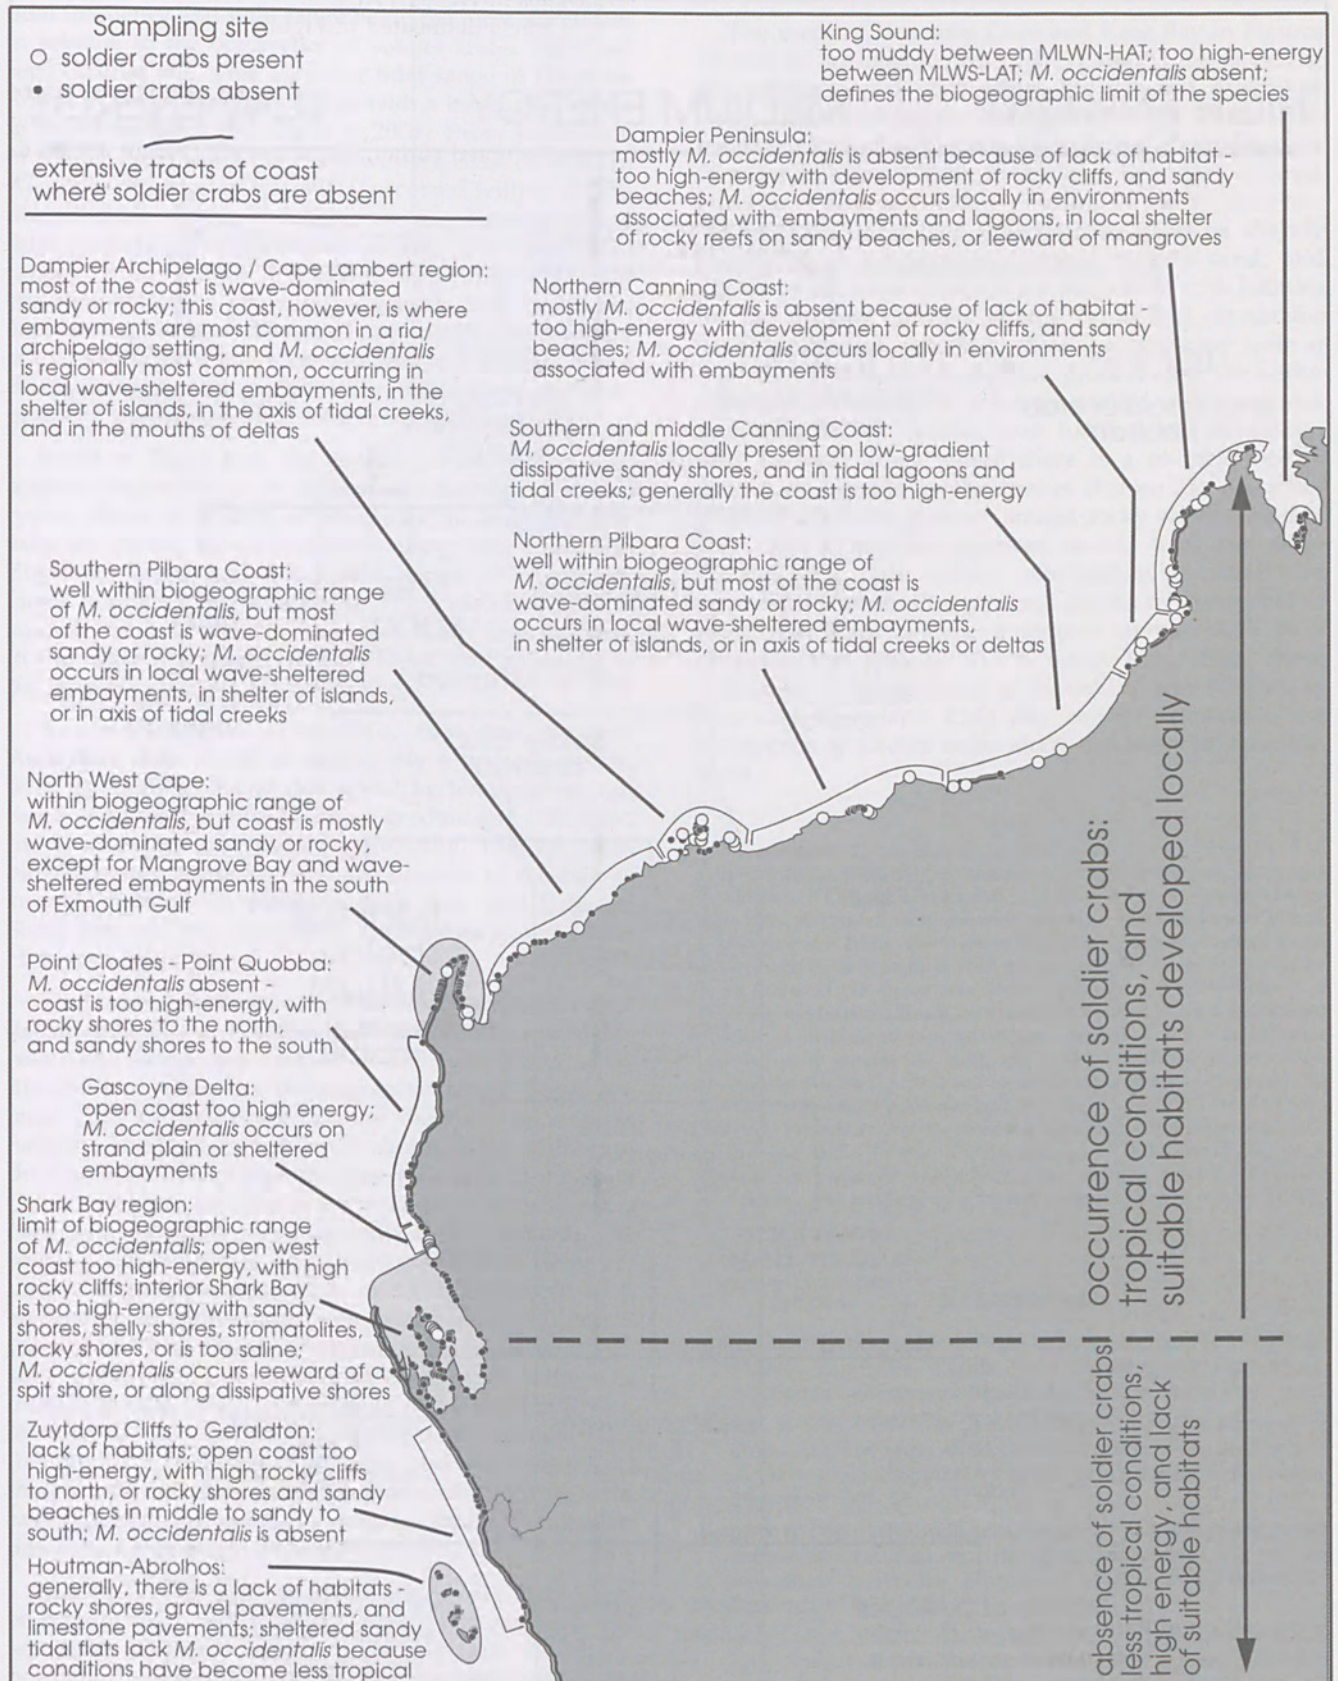 Sampling site
soldier crabs present
soldier crabs absent
extensive tracts of coast
where soldier crabs are absent
King Sound:
too muddy between MLWN-HAT; too high-energy
between MLWS-LAT; M. occidentalis absent;
defines the biogeographic limit of the species
Dampier Peninsula:
mostly M. occidentalis is absent because of lack of habitat -
too high-energy with development of rocky cliffs, and sandy
beaches; M. occidentalis occurs locally in environments
associated with embayments and lagoons, in local shelter
of rocky reefs on sandy beaches, or leeward of mangroves
Dampier Archipelago / Cape Lambert region:
most of the coast is wave-dominated
sandy or rocky; this coast, however, is where
embayments are most common in a ria/
archipelago setting, and M. occidentalis
is regionally most common, occurring in
local wave-sheltered embayments, in the
shelter of islands, in the axis of tidal creeks,
and in the mouths of deltas
Northern Canning Coast:
mostly M. occidentalis is absent because of lack of habitat -
too high-energy with development of rocky cliffs, and sandy
beaches; M. occidentalis occurs locally in environments
associated with embayments
Southern and middle Canning Coast:
M. occidentalis locally present on low-gradient
dissipative sandy shores, and in tidal lagoons and
tidal creeks; generally the coast is too high-energy
Northern Pilbara Coast:
well within biogeographic range of
M. occidentalis, but most of the coast is
wave-dominated sandy or rocky; M. occidentalis
occurs in local wave-sheltered embayments,
in shelter of islands, or in axis of tidal creeks or deltas
Southern Pilbara Coast:
well within biogeographic range
of M. occidentalis, but most
of the coast is wave-dominated
sandy or rocky; M. occidentalis
occurs in local wave-sheltered
embayments, in shelter of islands,
or in axis of tidal creeks
North West Cape:
within biogeographic range of
M. occidentalis, but coast is mostly
wave-dominated sandy or rocky,
except for Mangrove Bay and wave-
sheltered embayments in the south
of Exmouth Gulf
Point Cloates - Point Quobba:
M. occidentalis absent -
coast is too high-energy, with
rocky shores to the north,
and sandy shores to the south
Gascoyne Delta:
open coast too high energy;
M. occidentalis occurs on
strand plain or sheltered
embayments
Shark Bay region:
limit of biogeographic range
of M. occidentalis; open west
coast too high-energy, with high
rocky cliffs; interior Shark Bay
is too high-energy with sandy
shores, shelly shores, stromatolites,
rocky shores, or is too saline;
M. occidentalis occurs leeward of a
spit shore, or along dissipative shores
Zuytdorp Cliffs to Geraldton:
lack of habitats; open coast too
high-energy, with high rocky cliffs
to north, or rocky shores and sandy
beaches in middle to sandy to
south; M. occidentalis is absent
Houtman-Abrolhos:
generally, there is a lack of habitats -
rocky shores, gravel pavements, and
limestone pavements; sheltered sandy
tidal flats lack M. occidentalis because
conditions have become less tropical
occurrence of soldier crabs:
tropical conditions, and
suitable habitats developed locally
absence of soldier crabs:
less tropical conditions,
high energy, and lack
of suitable habitats